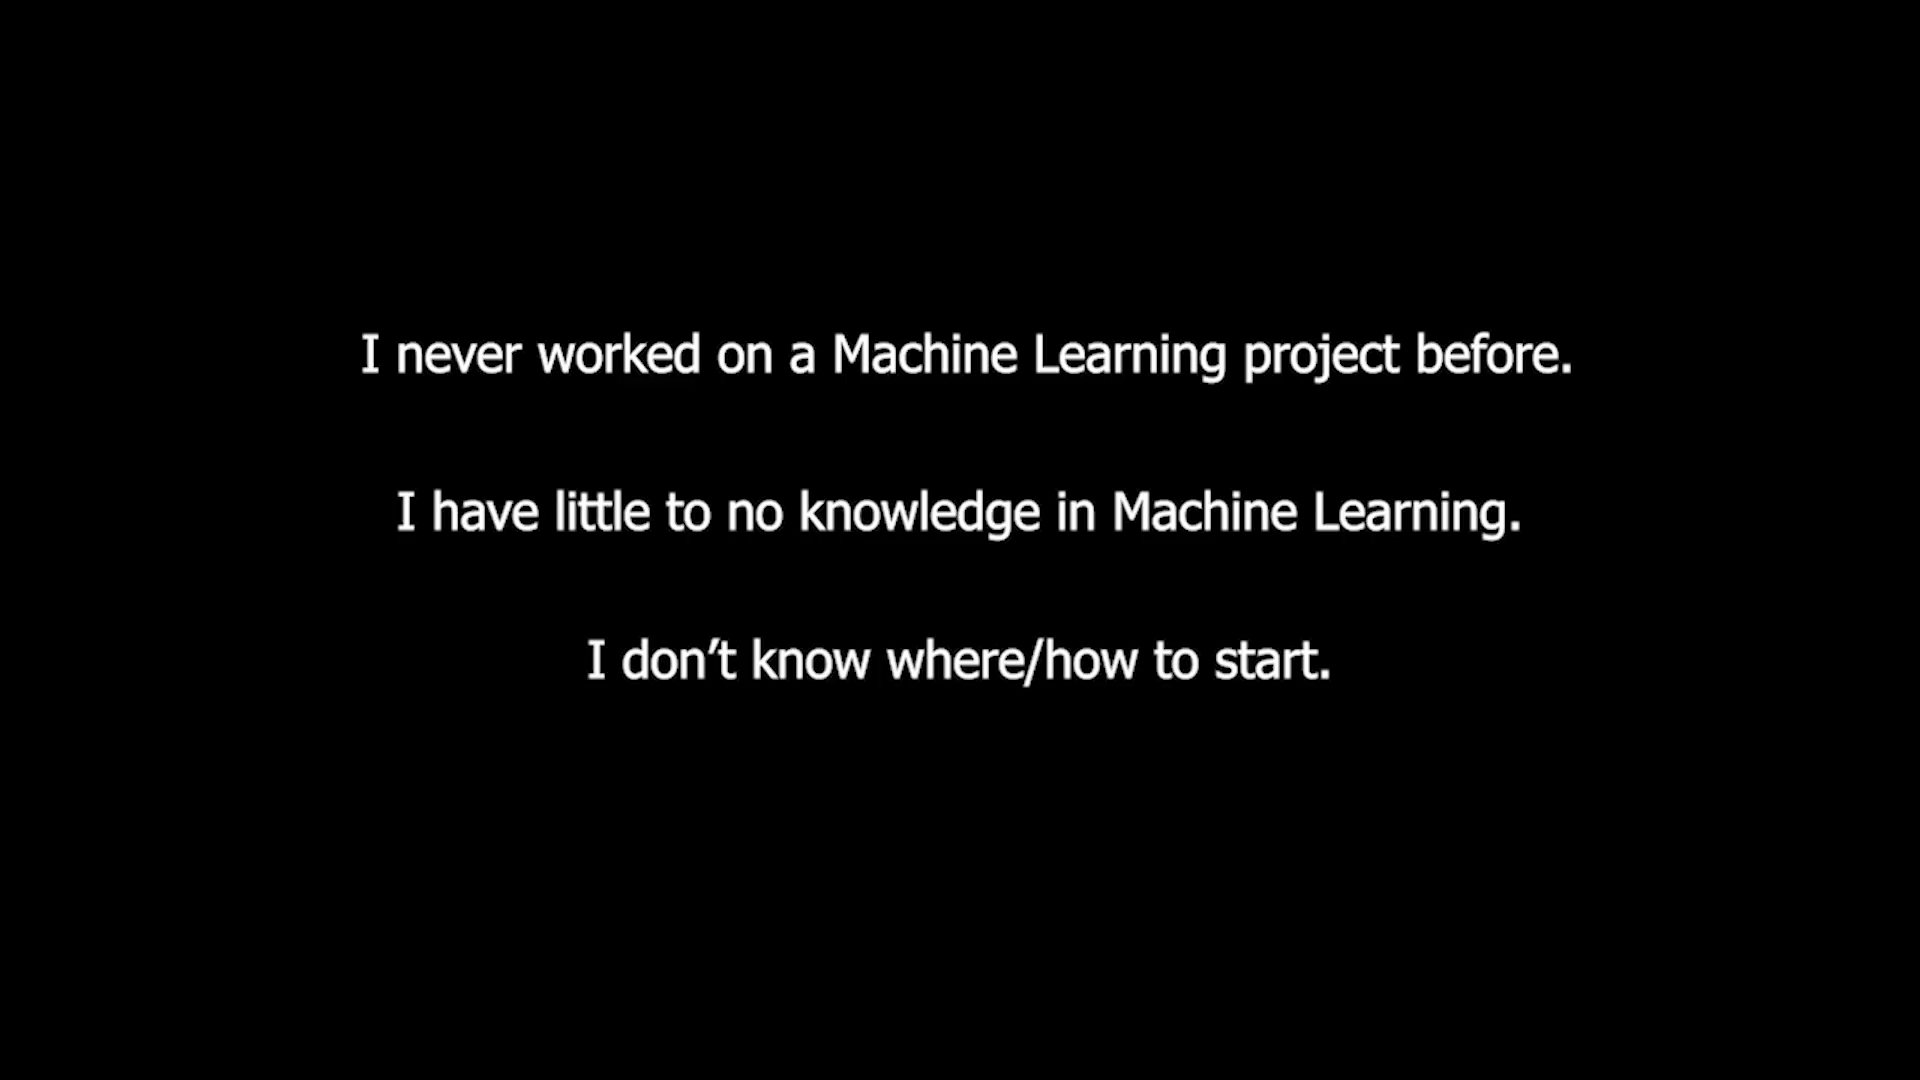 I never worked on a Machine Learning project before.
I have little to no knowledge in Machine Learning.
I don’t know where/how to start.